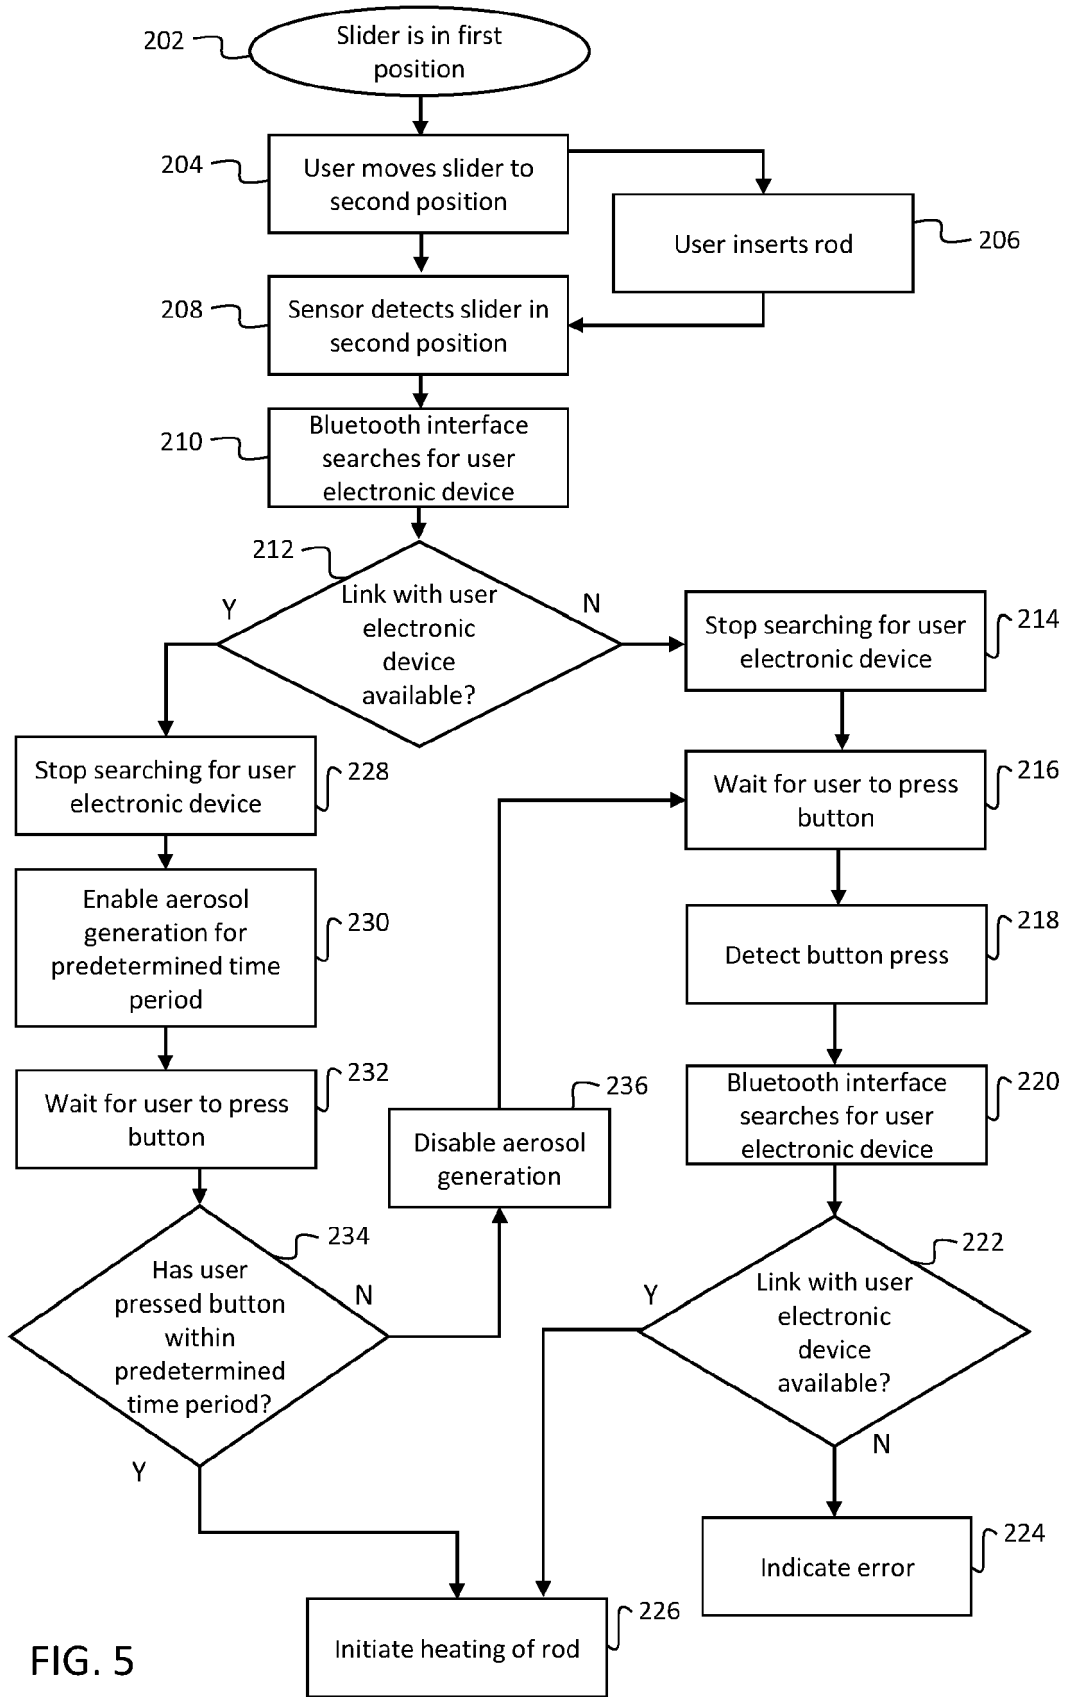 202
Slider is in first
position
204
User moves slider to
second position
User inserts rod
206
208
Sensor detects slider in
second position
210
Bluetooth interface
searches for user
electronic device
212
Link with user
electronic
device
available?
Y
N
Stop searching for user
electronic device
214
Stop searching for user
electronic device
228
Wait for user to press
button
216
Enable aerosol
generation for
predetermined time
period
230
Detect button press
218
Wait for user to press
button
232
Disable aerosol
generation
236
Bluetooth interface
searches for user
electronic device
220
Has user
pressed button
within
predetermined
time period?
234
N
Y
Link with user
electronic
device
available?
222
Y
N
Indicate error
224
Initiate heating of rod
226
FIG. 5